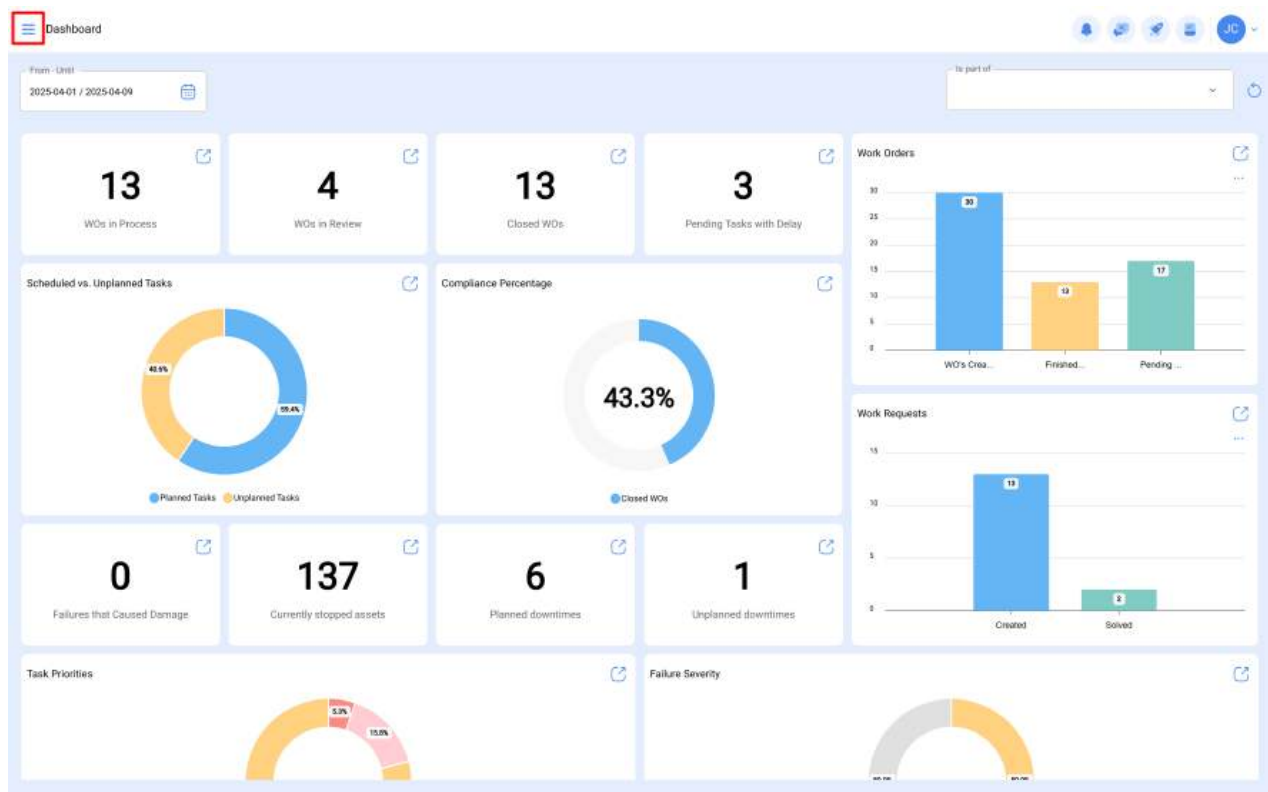 Dashboard
JC
From - Until
2025-04-01 / 2025-04-09
Is part of
13
WOs in Process
4
WOs in Review
13
Closed WOs
3
Pending Tasks with Delay
Work Orders
...
30
25
20
15
10
5
0
30
13
17
WO's Crea...
Finished...
Pending ...
Scheduled vs. Unplanned Tasks
40.6%
59.4%
Planned Tasks
Unplanned Tasks
Compliance Percentage
43.3%
Closed WOs
Work Requests
...
15
10
5
0
13
2
Created
Solved
0
Failures that Caused Damage
137
Currently stopped assets
6
Planned downtimes
1
Unplanned downtimes
Task Priorities
5.3%
15.8%
Failure Severity
50.0%
50.0%